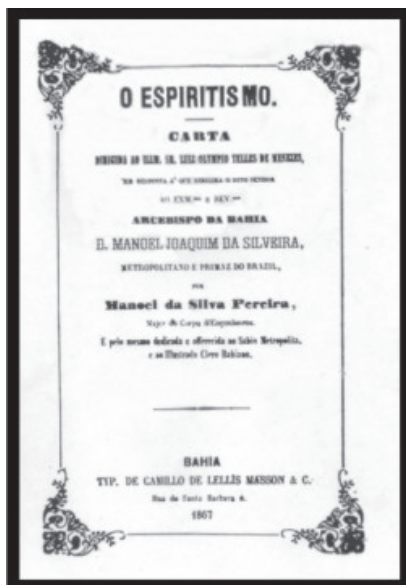 O ESPIRITISMO.
CARTA
DIRIGIDA AO ILLM. SR. LUIZ OLYMPIO TELLES DE MENEZES,
EM RESPOSTA A' QUE DIRIGIRA O DITO SENHOR
AO EXM.mo e REV.mo
ARCEBISPO DA BAHIA
D. MANOEL JOAQUIM DA SILVEIRA,
METROPOLITANO E PRIMAZ DO BRAZIL,
POR
Manoel da Silva Pereira,
Major do Corpo d'Engenheiros.
E pelo mesmo dedicada e offerecida ao Sabio Metropolita,
e ao Illustrado Clero Bahiano.
BAHIA
TYP. DE CAMILLO DE LELLIS MASSON & C.
Rua de Santa Barbara
1867